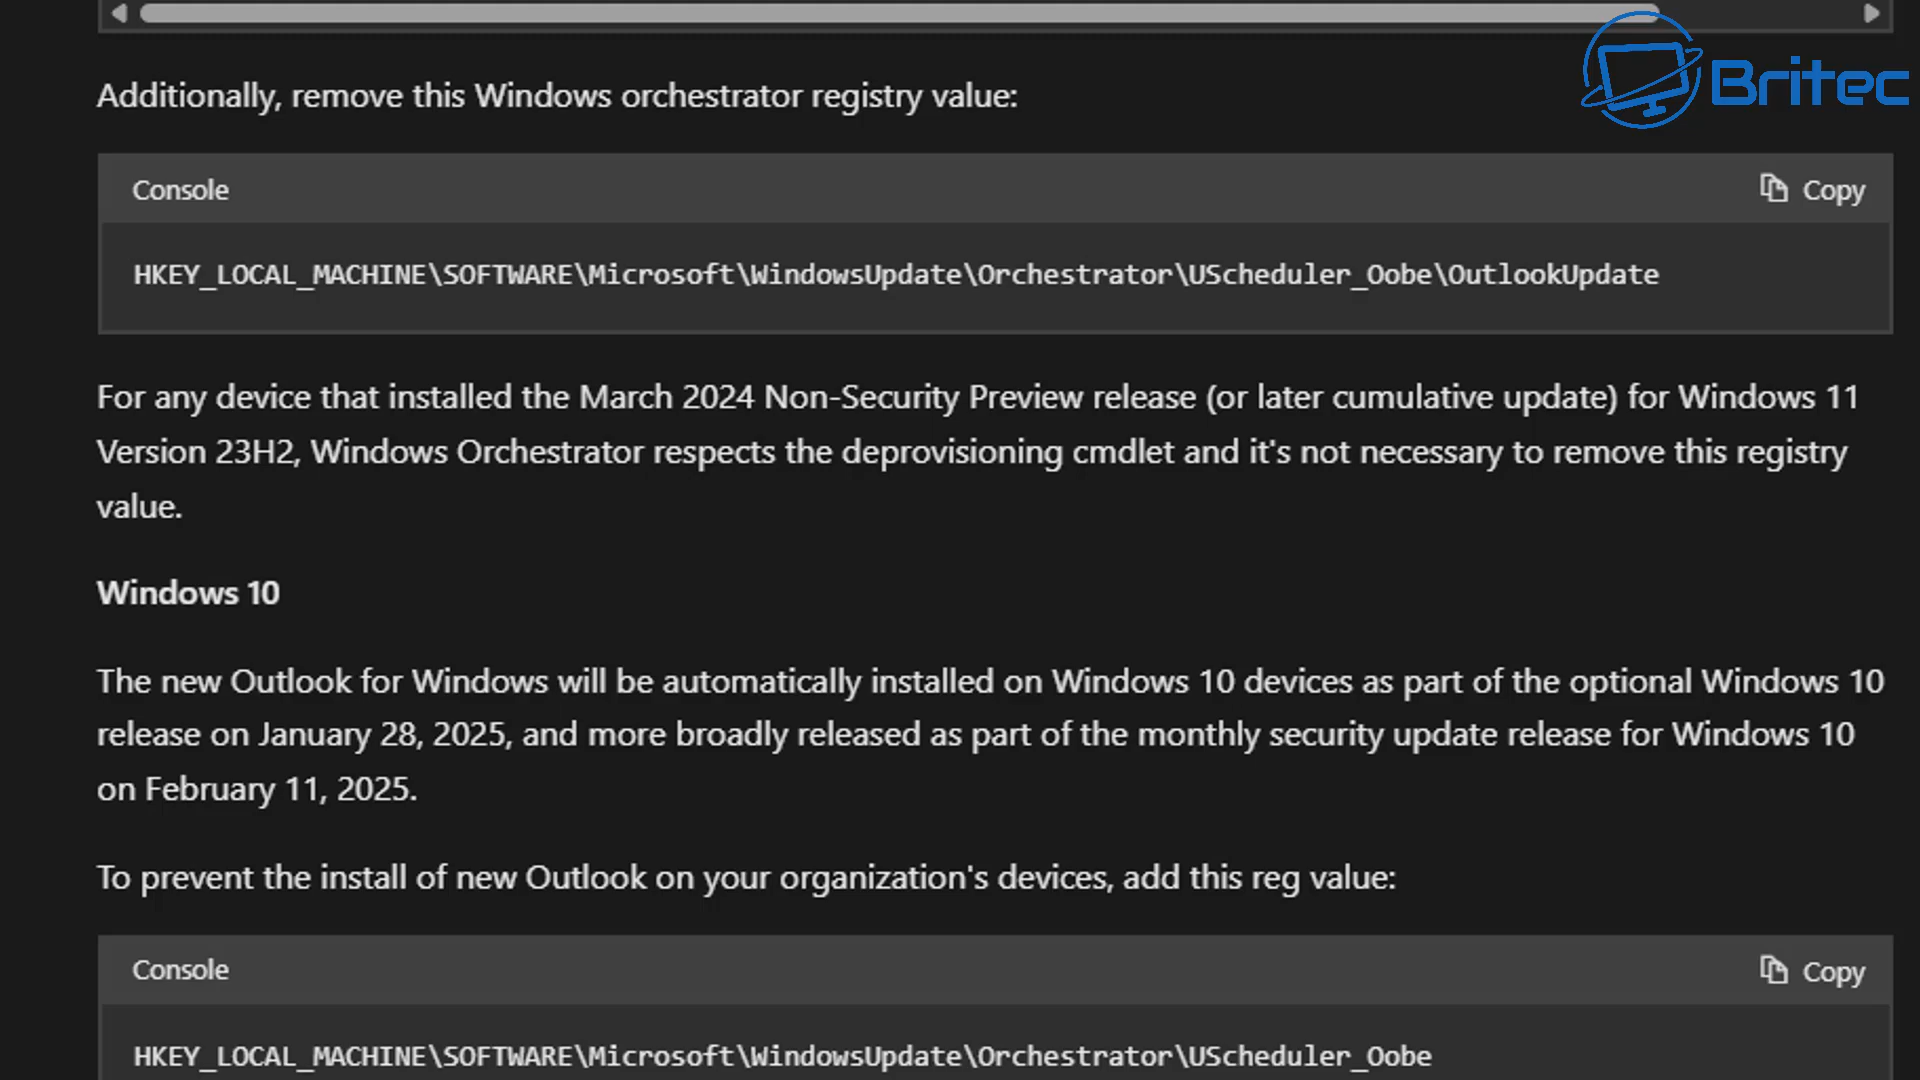 Britec
Additionally, remove this Windows orchestrator registry value:
Console
Copy
HKEY_LOCAL_MACHINE\SOFTWARE\Microsoft\WindowsUpdate\Orchestrator\UScheduler_Oobe\OutlookUpdate
For any device that installed the March 2024 Non-Security Preview release (or later cumulative update) for Windows 11
Version 23H2, Windows Orchestrator respects the deprovisioning cmdlet and it's not necessary to remove this registry
value.
Windows 10
The new Outlook for Windows will be automatically installed on Windows 10 devices as part of the optional Windows 10
release on January 28, 2025, and more broadly released as part of the monthly security update release for Windows 10
on February 11, 2025.
To prevent the install of new Outlook on your organization's devices, add this reg value:
Console
Copy
HKEY_LOCAL_MACHINE\SOFTWARE\Microsoft\WindowsUpdate\Orchestrator\UScheduler_Oobe